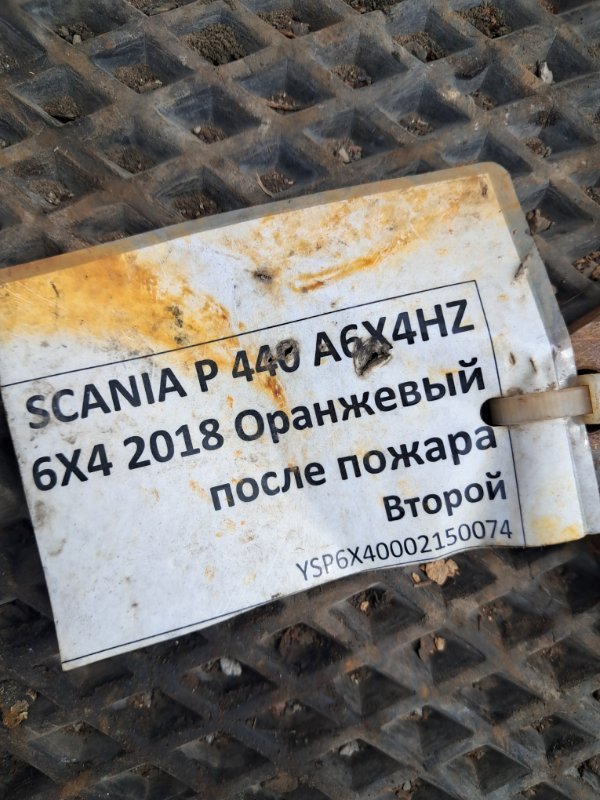 SCANIA P 440 A6X4HZ
6X4 2018 Оранжевый
после пожара
Второй
YSP6X40002150074